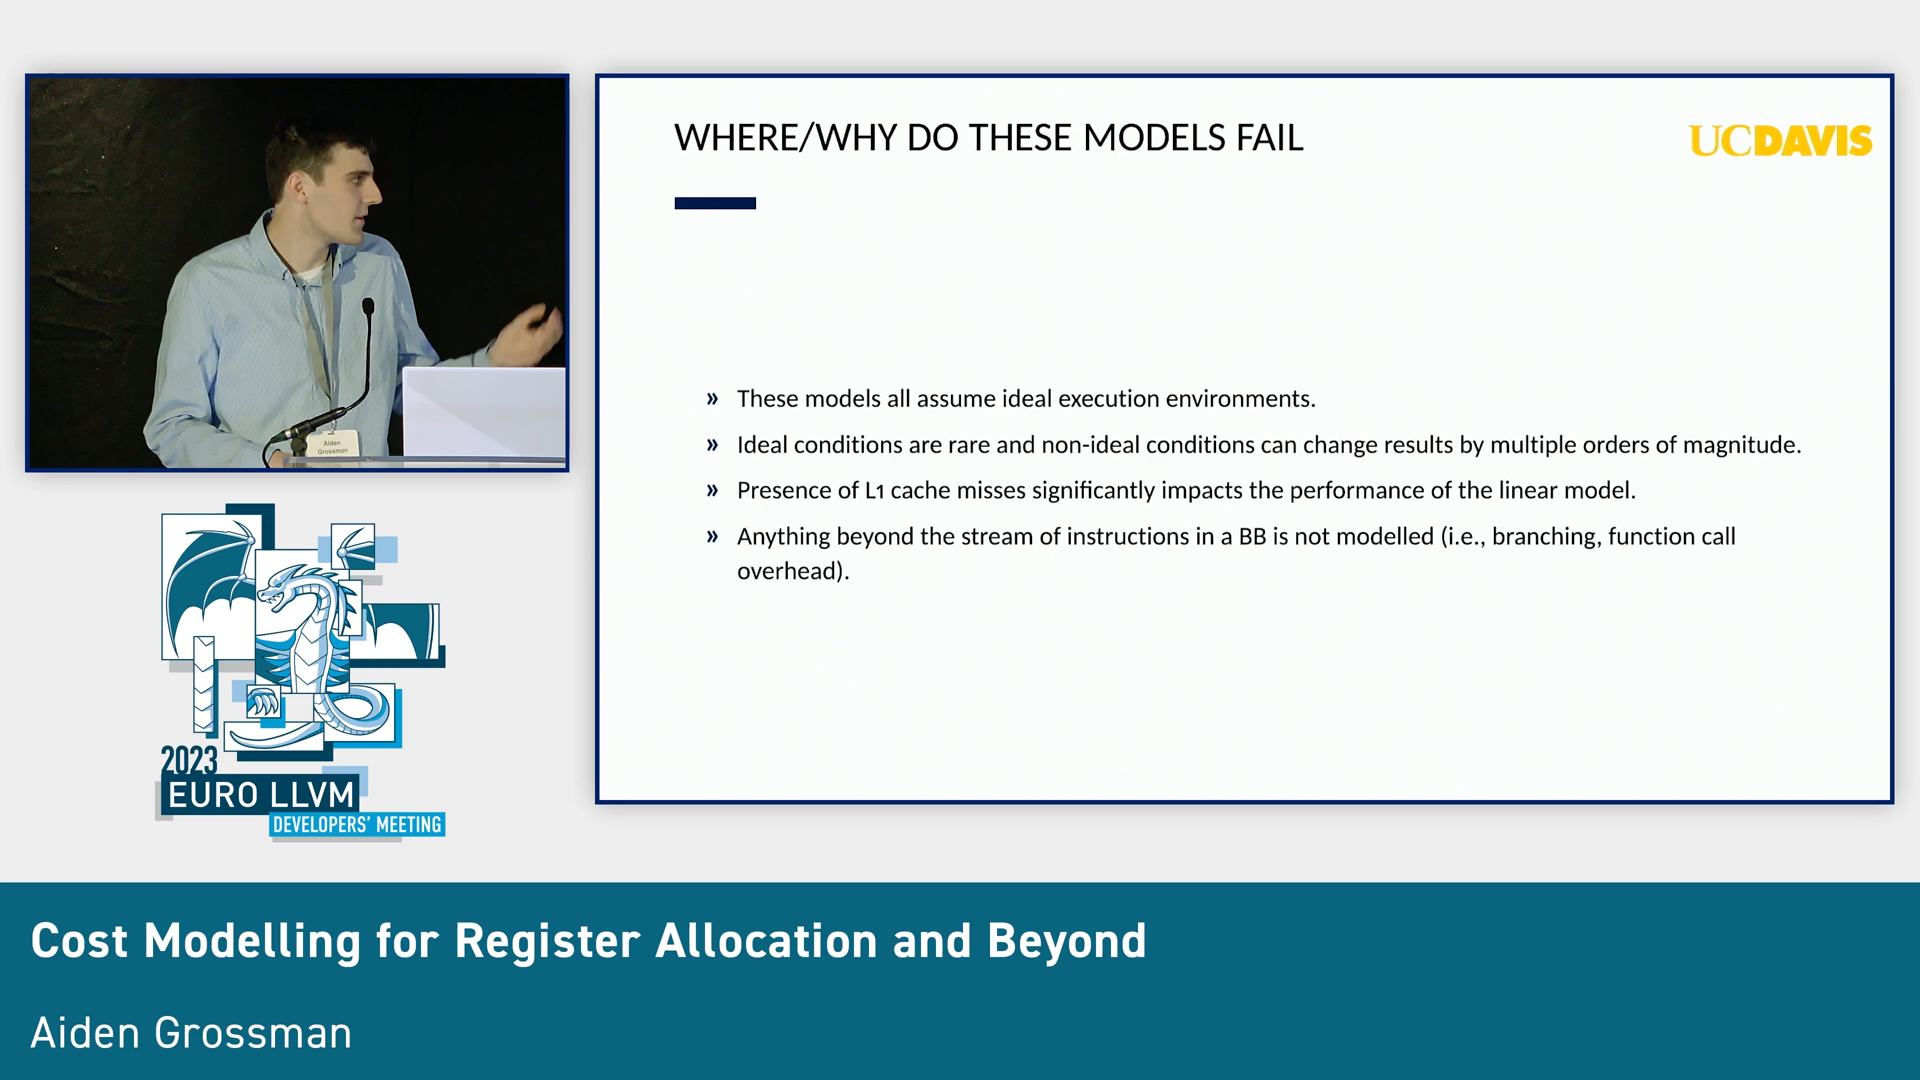 WHERE/WHY DO THESE MODELS FAIL
UCDAVIS
» These models all assume ideal execution environments.
» Ideal conditions are rare and non-ideal conditions can change results by multiple orders of magnitude.
» Presence of L1 cache misses significantly impacts the performance of the linear model.
» Anything beyond the stream of instructions in a BB is not modelled (i.e., branching, function call
overhead).
Aiden
Grossman
2023
EURO LLVM
DEVELOPERS' MEETING
Cost Modelling for Register Allocation and Beyond
Aiden Grossman